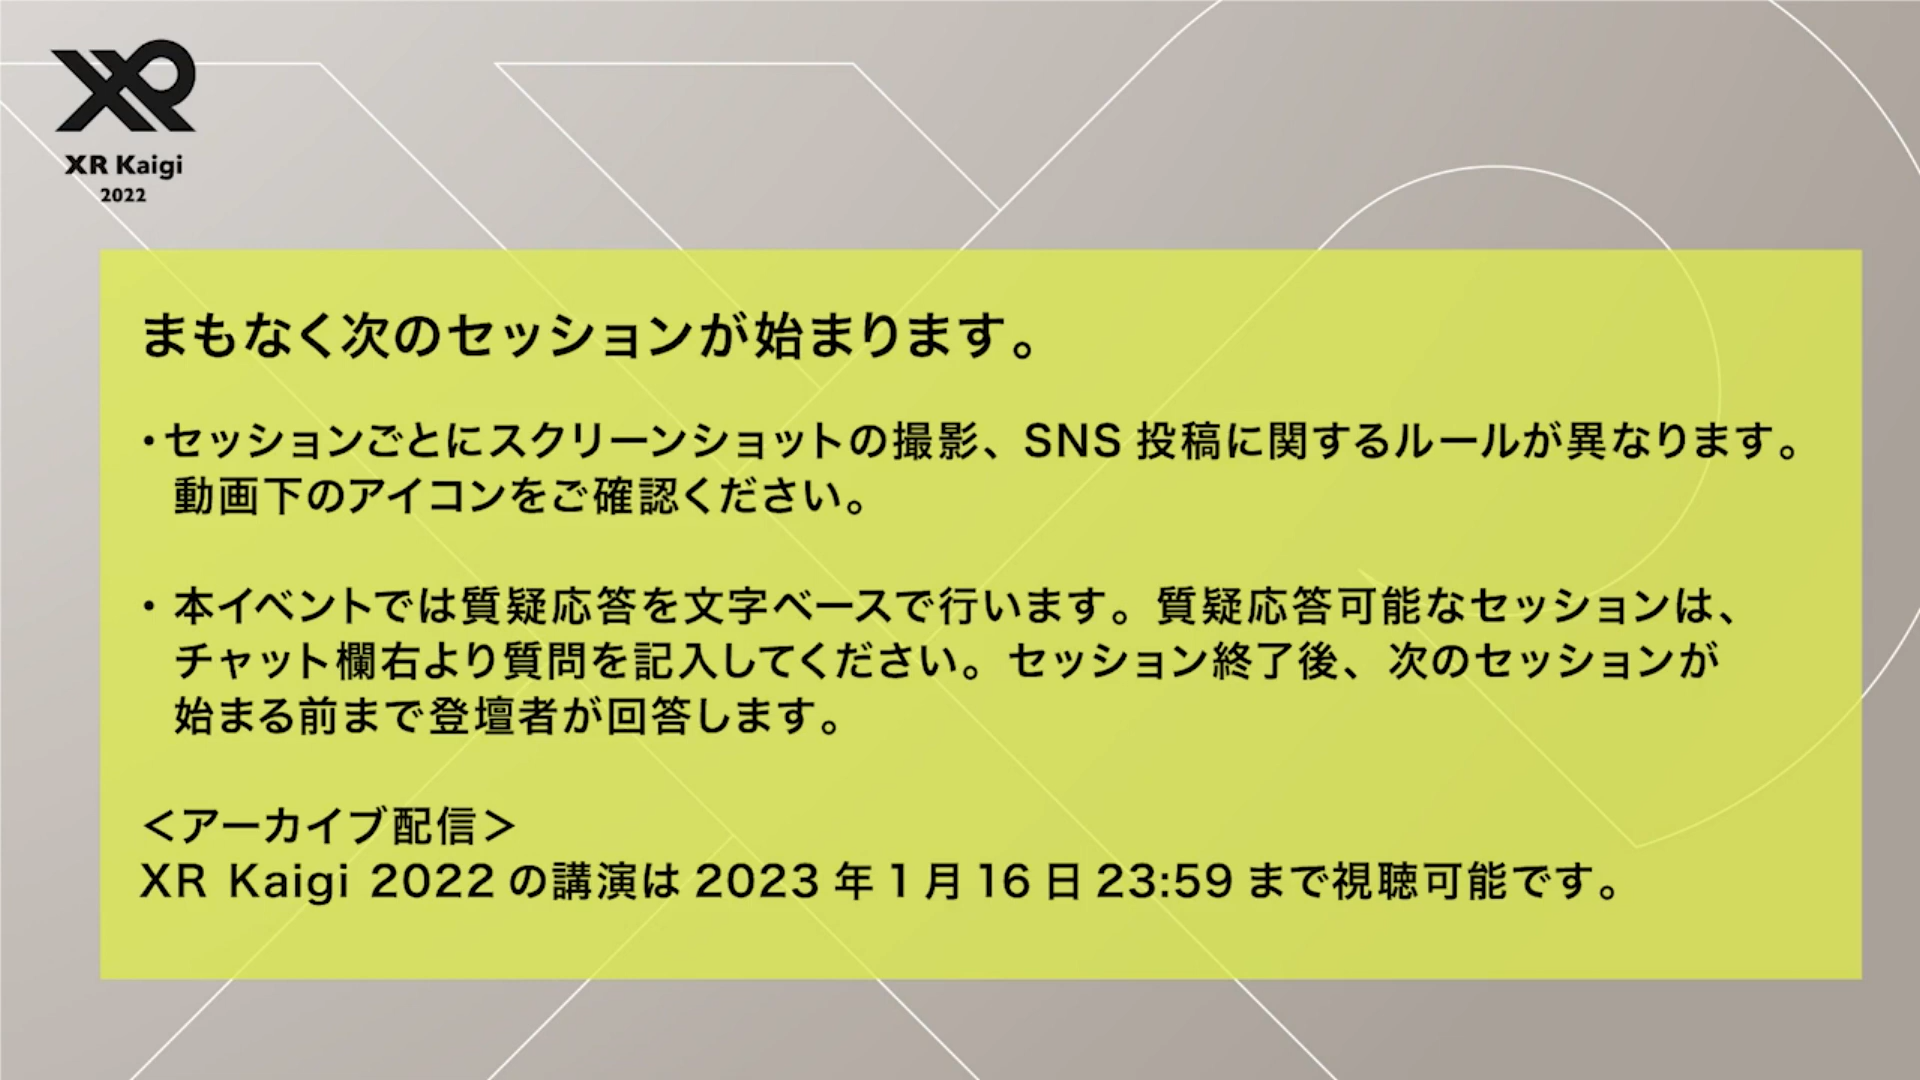 XR
XR Kaigi
2022
まもなく次のセッションが始まります。
・セッションごとにスクリーンショットの撮影、SNS 投稿に関するルールが異なります。
動画下のアイコンをご確認ください。
・本イベントでは質疑応答を文字ベースで行います。質疑応答可能なセッションは、
チャット欄右より質問を記入してください。セッション終了後、次のセッションが
始まる前まで登壇者が回答します。
＜アーカイブ配信＞
XR Kaigi 2022 の講演は 2023 年 1 月 16 日 23:59 まで視聴可能です。